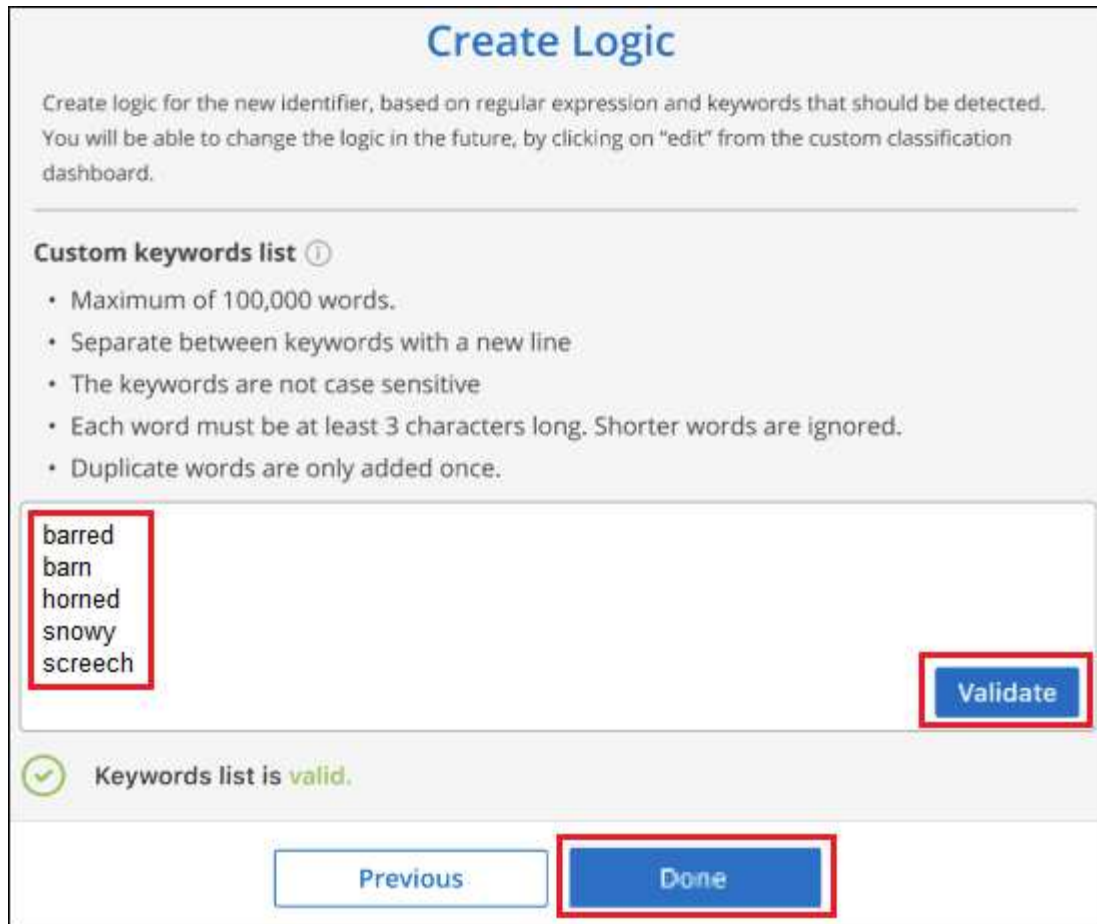 Create Logic
Create logic for the new identifier, based on regular expression and keywords that should be detected.
You will be able to change the logic in the future, by clicking on "edit" from the custom classification
dashboard.
Custom keywords list
• Maximum of 100,000 words.
• Separate between keywords with a new line
• The keywords are not case sensitive
• Each word must be at least 3 characters long. Shorter words are ignored.
• Duplicate words are only added once.
barred
barn
horned
snowy
screech
Validate
Keywords list is valid.
Previous
Done